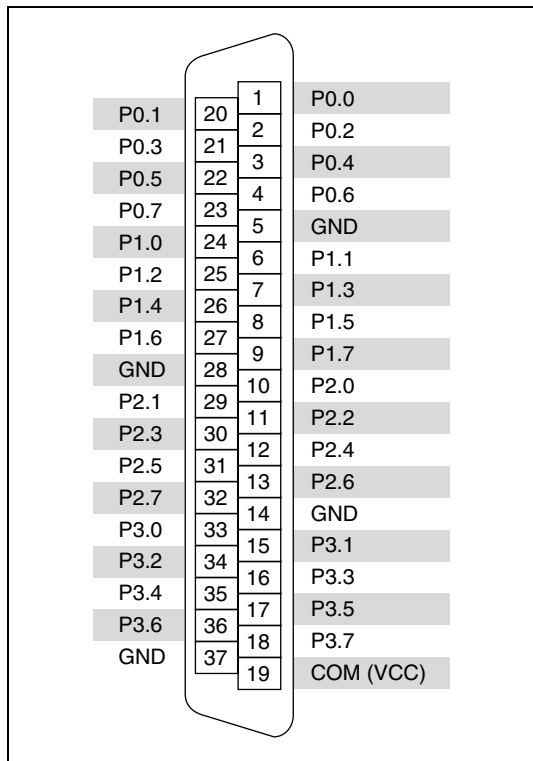 1 P0.0
P0.1 20
2 P0.2
P0.3 21
3 P0.4
P0.5 22
4 P0.6
P0.7 23
5 GND
P1.0 24
6 P1.1
P1.2 25
7 P1.3
P1.4 26
8 P1.5
P1.6 27
9 P1.7
GND 28
10 P2.0
P2.1 29
11 P2.2
P2.3 30
12 P2.4
P2.5 31
13 P2.6
P2.7 32
14 GND
P3.0 33
15 P3.1
P3.2 34
16 P3.3
P3.4 35
17 P3.5
P3.6 36
18 P3.7
GND 37
19 COM (VCC)